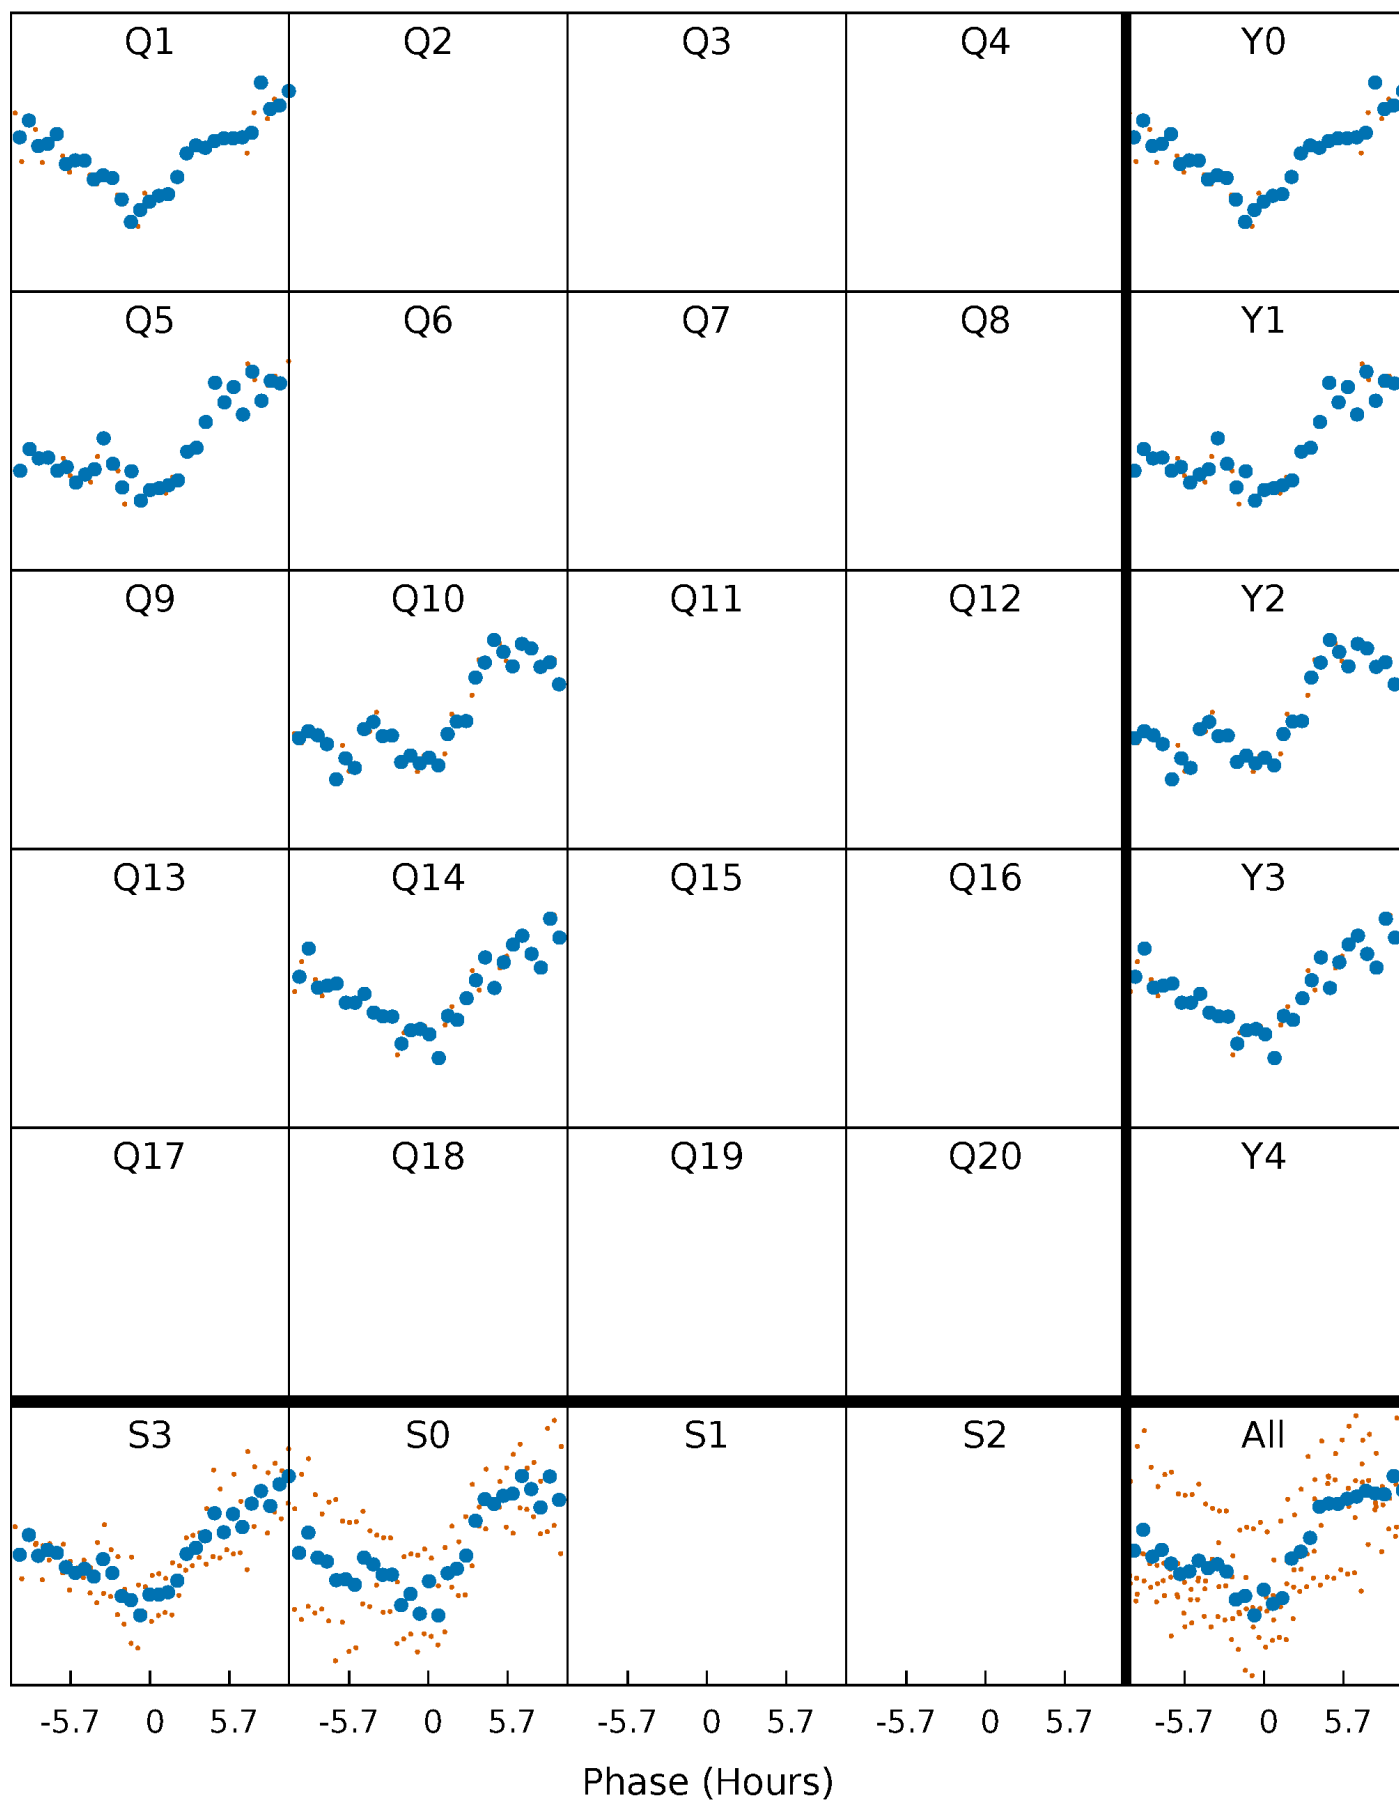 Q1 Q2 Q3 Q4 Y0
Q5 Q6 Q7 Q8 Y1
Q9 Q10 Q11 Q12 Y2
Q13 Q14 Q15 Q16 Y3
Q17 Q18 Q19 Q20 Y4
S3 S0 S1 S2 All
-5.7 0 5.7 -5.7 0 5.7 -5.7 0 5.7 -5.7 0 5.7 -5.7 0 5.7
Phase (Hours)